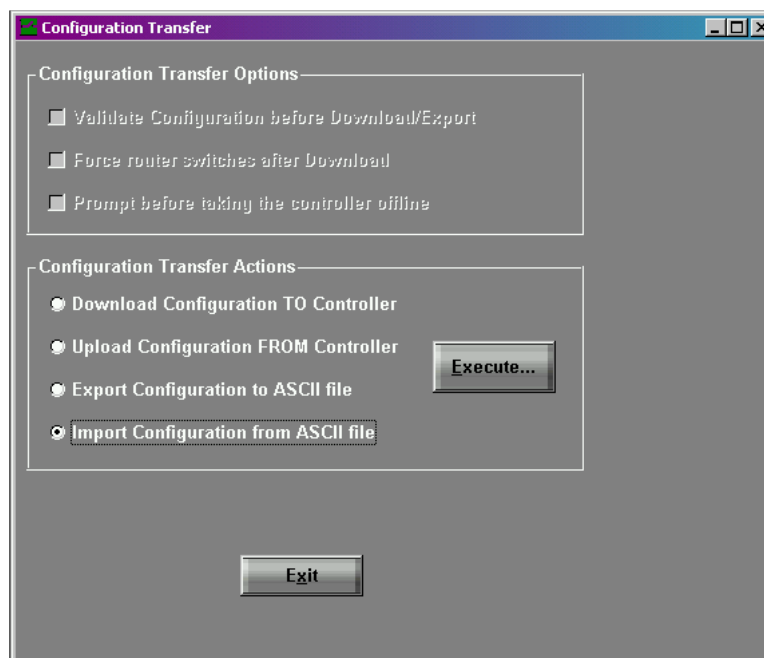 Configuration Transfer
Configuration Transfer Options
Validate Configuration before Download/Export
Force router switches after Download
Prompt before taking the controller offline
Configuration Transfer Actions
Download Configuration TO Controller
Upload Configuration FROM Controller
Execute...
Export Configuration to ASCII file
Import Configuration from ASCII file
Exit